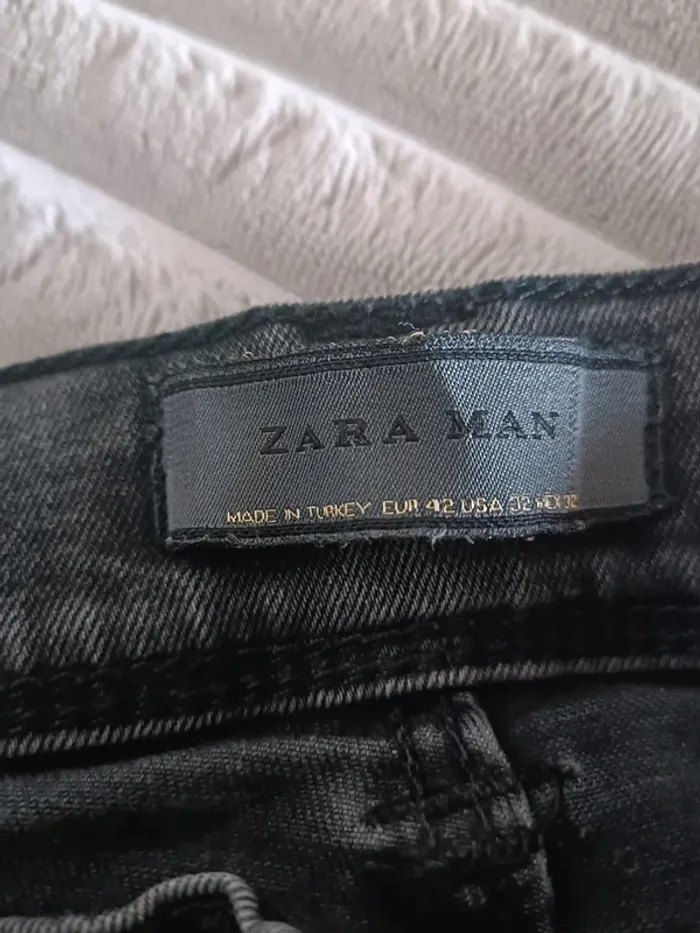 ZARA MAN
MADE IN TURKEY EUR 42 USA 32 MEX 32